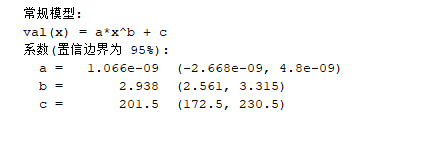 常规模型:
val(x) = a*x^b + c
系数(置信边界为 95%):
a = 1.066e-09 (-2.668e-09, 4.8e-09)
b = 2.938 (2.561, 3.315)
c = 201.5 (172.5, 230.5)